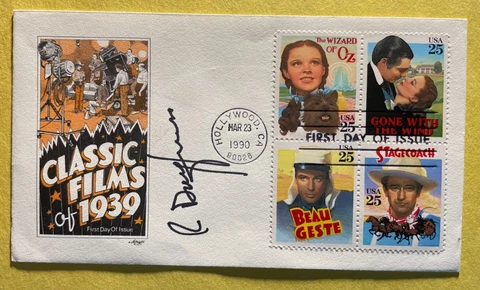 CLASSIC
FILMS
of 1939
First Day of Issue
HOLLYWOOD, CA
MAR 23
1990
90028
The WIZARD
OF OZ
USA
25
USA
25
GONE WITH
THE WIND
FIRST DAY OF ISSUE
USA
25
BEAU
GESTE
STAGECOACH
USA
25